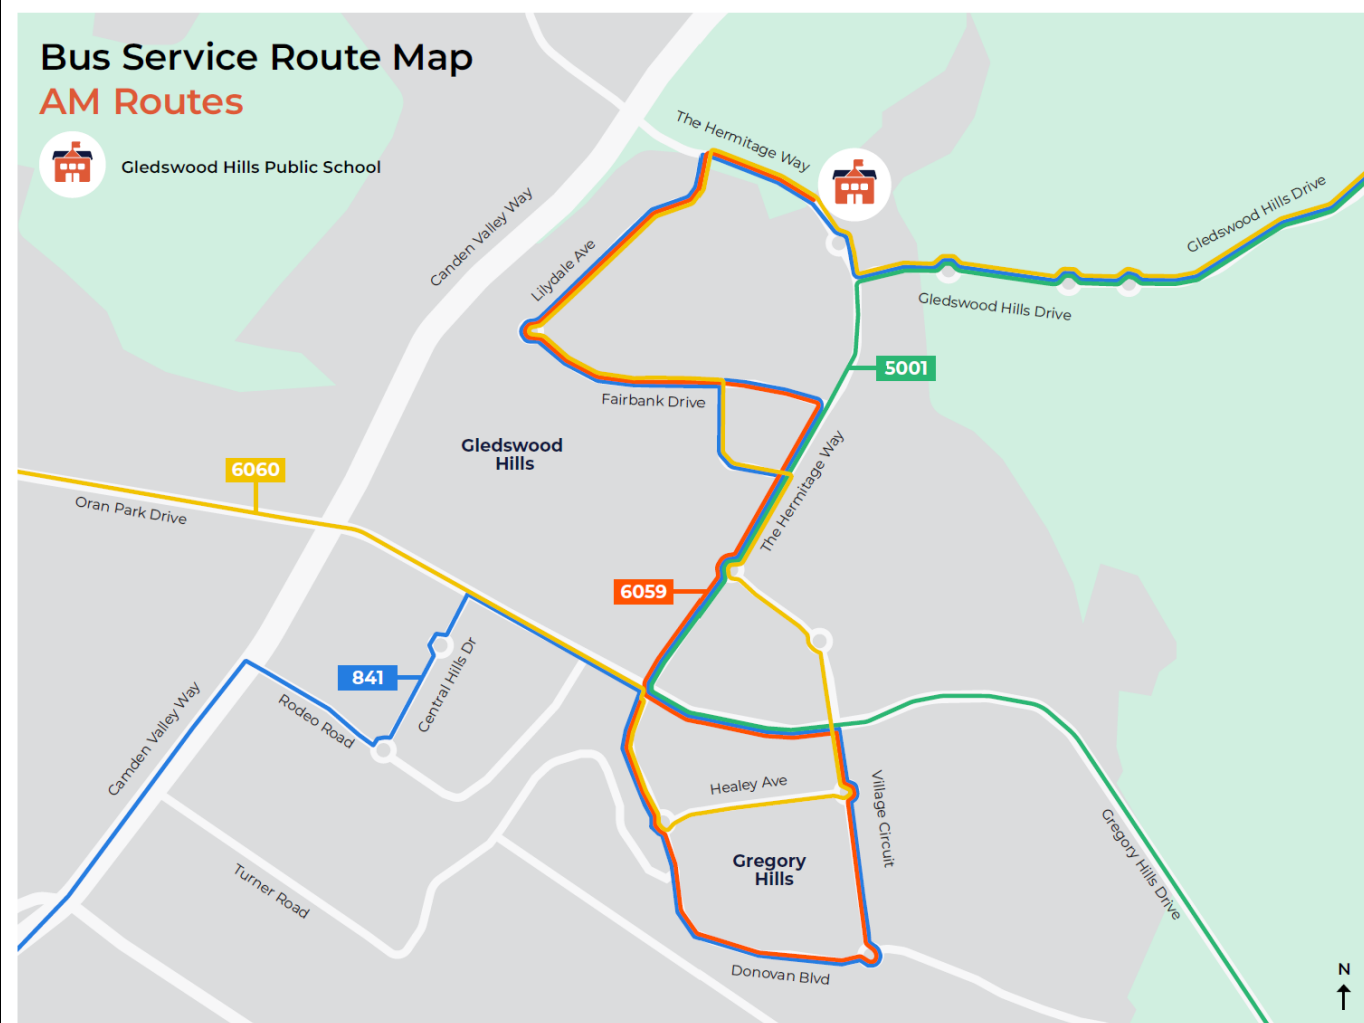 Bus Service Route Map
AM Routes
Gledswood Hills Public School
The Hermitage Way
Canden Valley Way
Lilydale Ave
Gledswood Hills Drive
Gledswood Hills Drive
5001
Fairbank Drive
Gledswood
Hills
The Hermitage Way
6060
Oran Park Drive
6059
841
Central Hills Dr
Rodeo Road
Camden Valley Way
Healey Ave
Village Circuit
Gregory
Hills
Gregory Hills Drive
Turner Road
Donovan Blvd
N